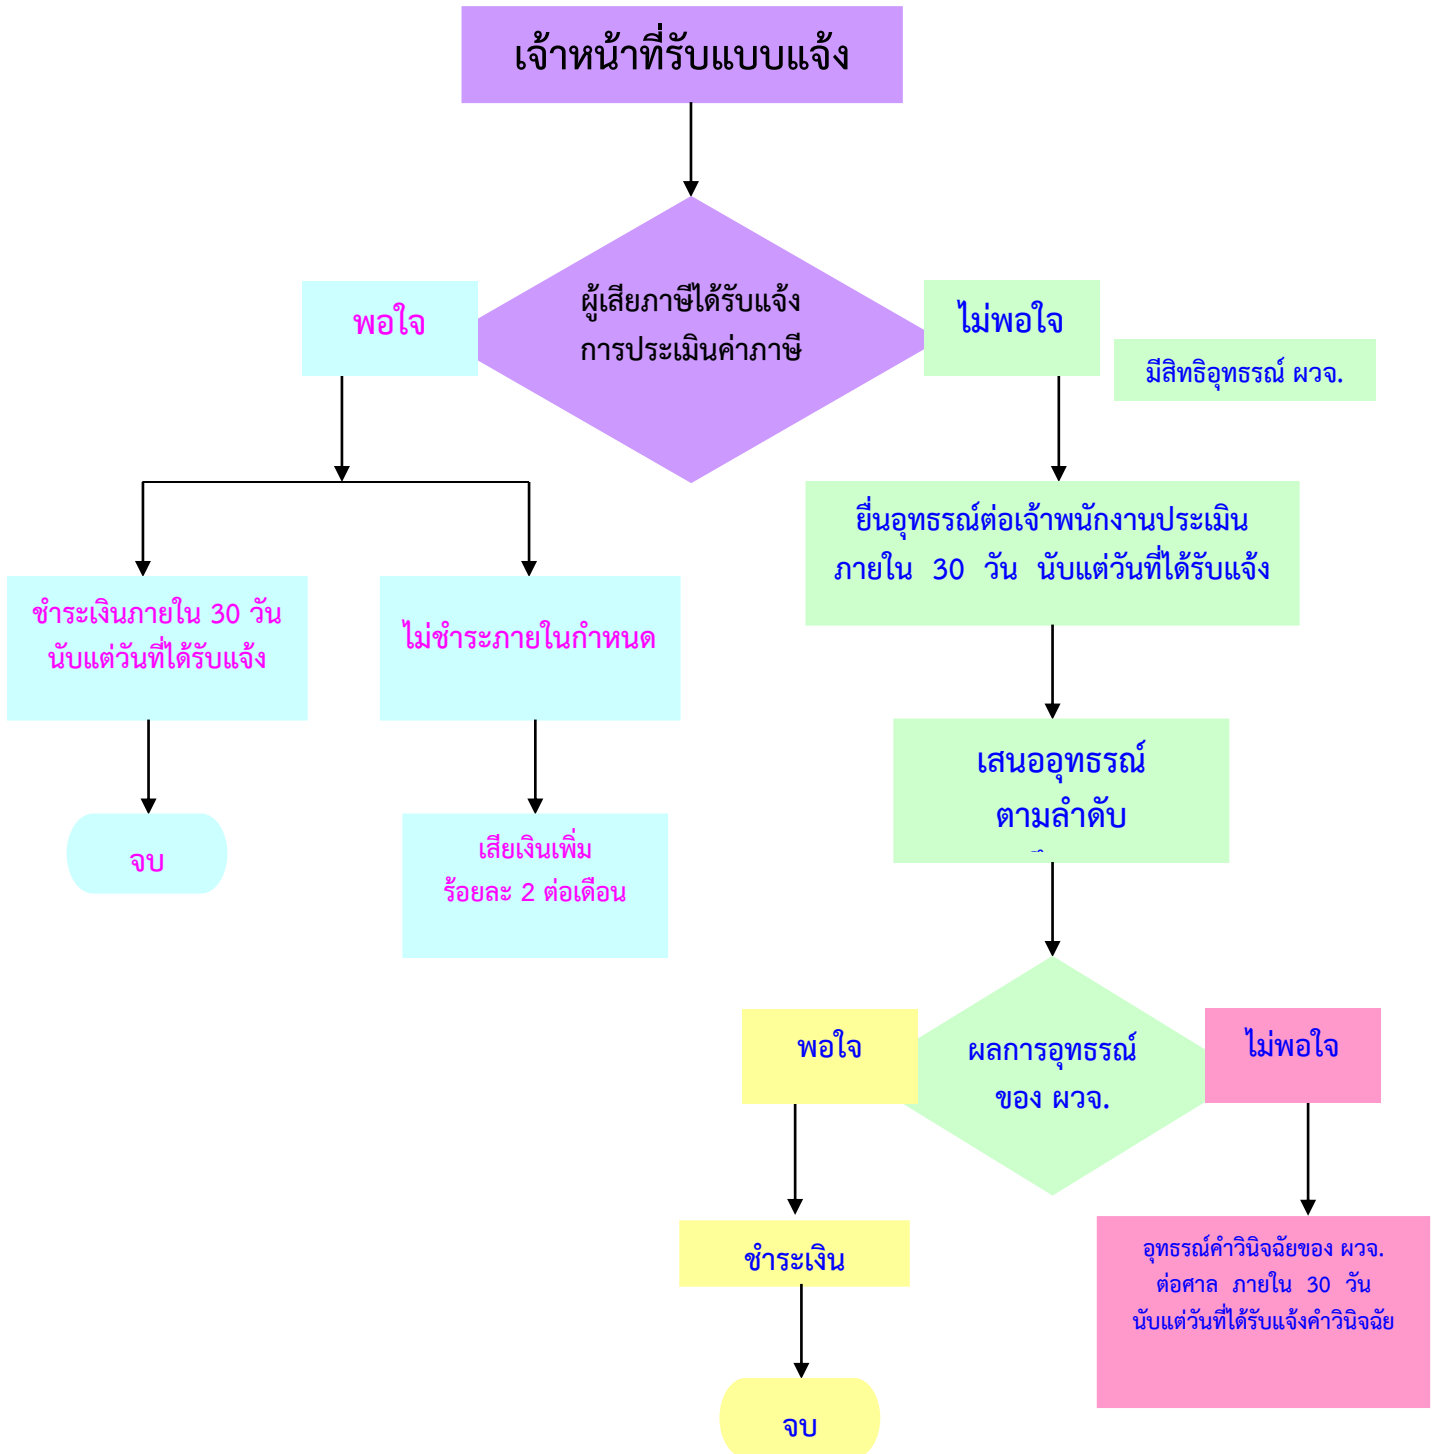 เจ้าหน้าที่รับแบบแจ้ง
ผู้เสียภาษีได้รับแจ้ง
การประเมินค่าภาษี
พอใจ
ไม่พอใจ
มีสิทธิอุทธรณ์ ผวจ.
ยื่นอุทธรณ์ต่อเจ้าพนักงานประเมิน
ภายใน 30 วัน นับแต่วันที่ได้รับแจ้ง
ชำระเงินภายใน 30 วัน
นับแต่วันที่ได้รับแจ้ง
ไม่ชำระภายในกำหนด
เสนออุทธรณ์
ตามลำดับ
จบ
เสียเงินเพิ่ม
ร้อยละ 2 ต่อเดือน
พอใจ
ผลการอุทธรณ์
ของ ผวจ.
ไม่พอใจ
ชำระเงิน
อุทธรณ์คำวินิจฉัยของ ผวจ.
ต่อศาล ภายใน 30 วัน
นับแต่วันที่ได้รับแจ้งคำวินิจฉัย
จบ